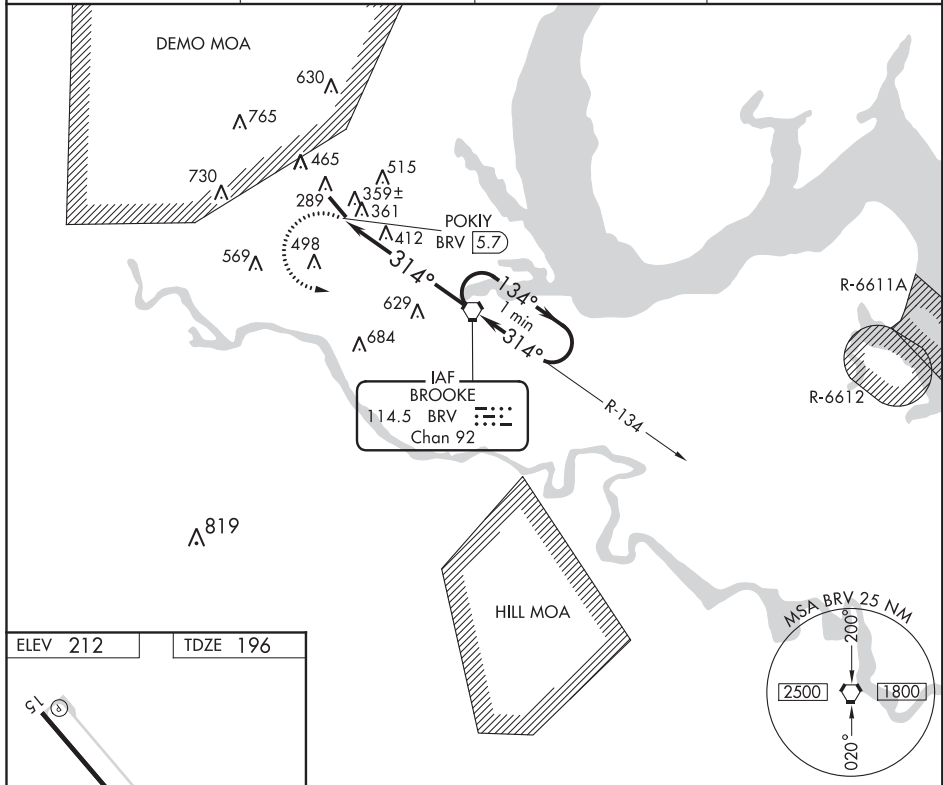 DEMO MOA
630
765
465
515
730
359±
289
361
POKIY
BRV 5.7
412
498
569
314°
R-6611A
134°
1 min
314°
629
684
R-6612
IAF
BROOKE
114.5 BRV
Chan 92
R-134
819
HILL MOA
MSA BRV 25 NM
200°
2500
1800
020°
ELEV 212
TDZE 196
15
P